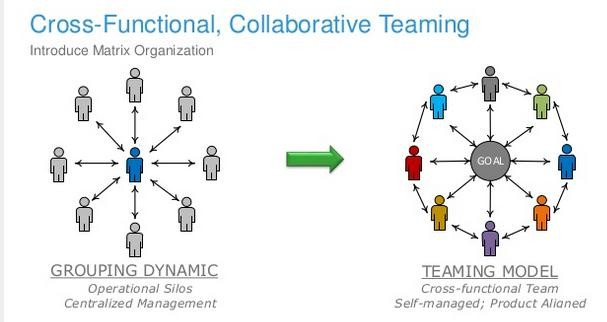 Cross-Functional, Collaborative Teaming
Introduce Matrix Organization
GOAL
GROUPING DYNAMIC
Operational Silos
Centralized Management
TEAMING MODEL
Cross-functional Team
Self-managed; Product Aligned